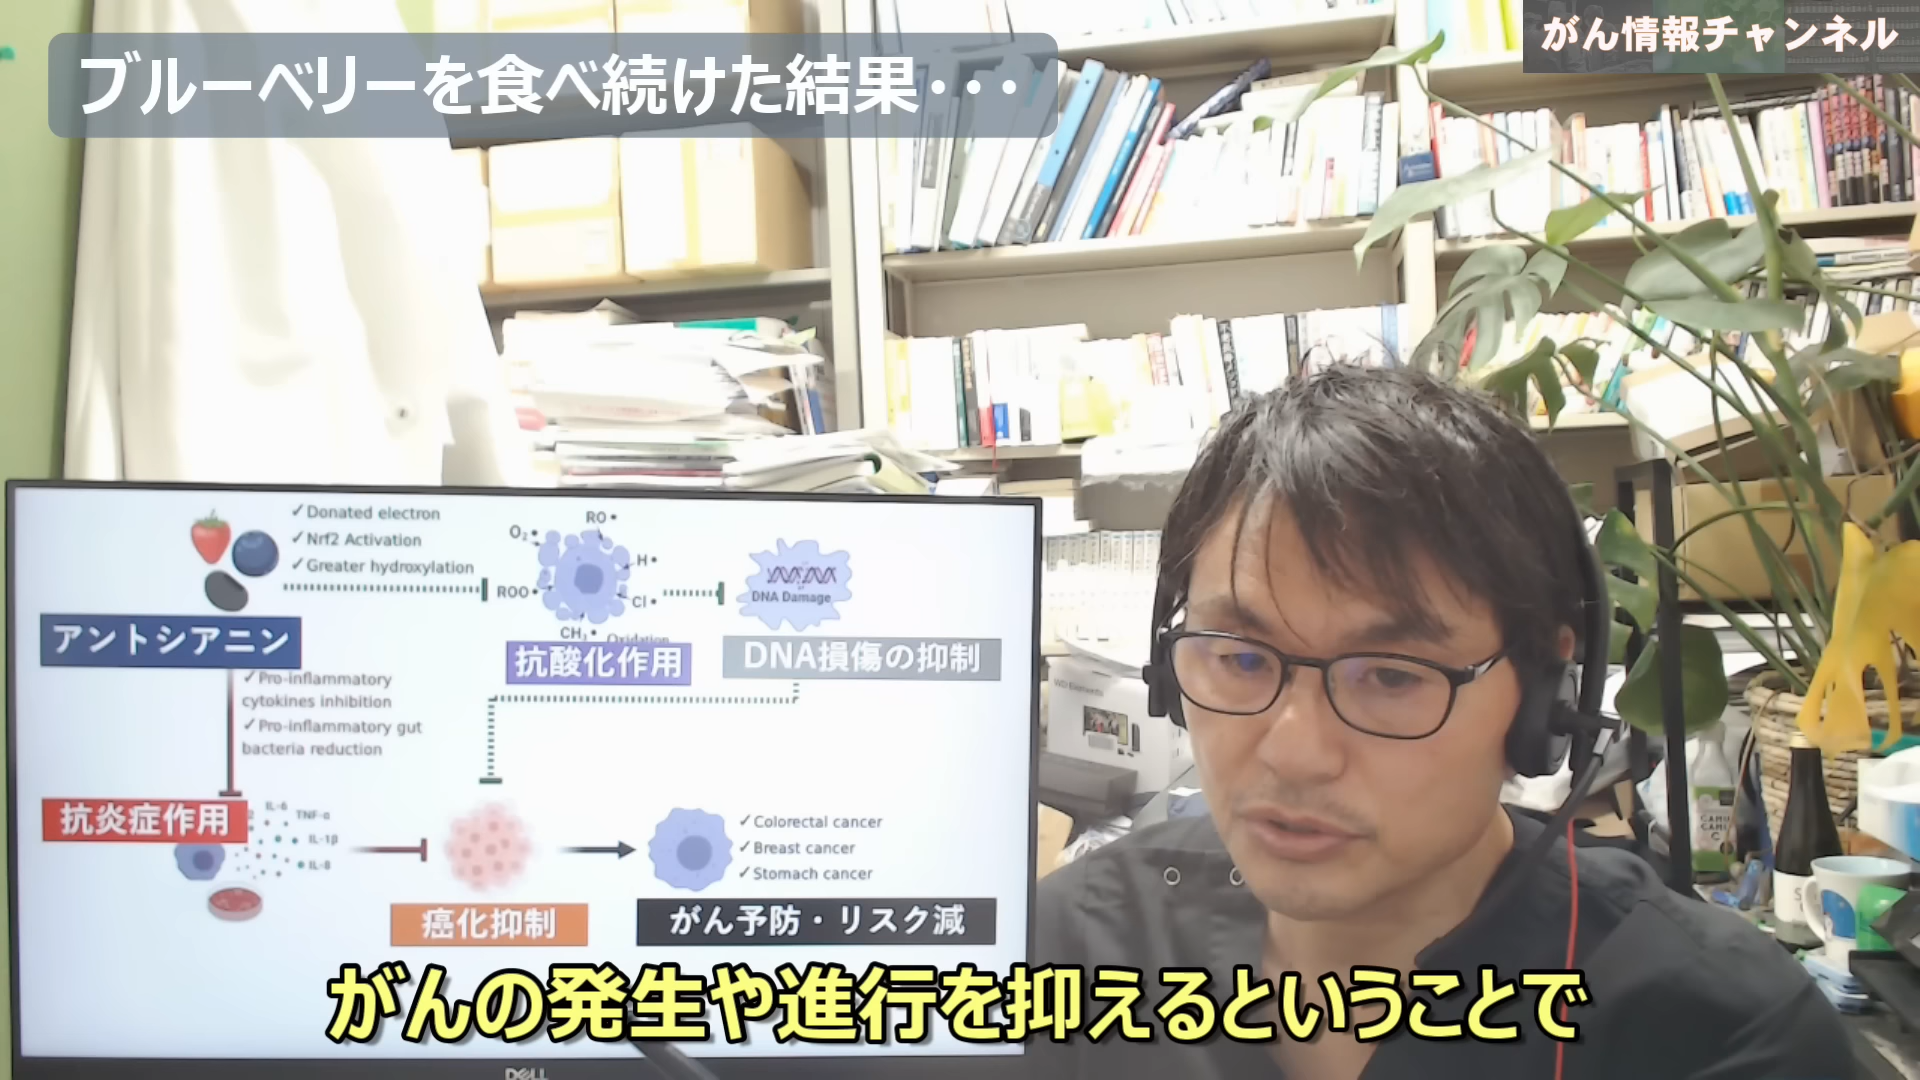 ブルーベリーを食べ続けた結果・・・
がん情報チャンネル
✓Donated electron
✓Nrf2 Activation
✓Greater hydroxylation
O₂•
RO•
H•
ROO•
Cl•
CH₃•
Oxidation
DNA Damage
アントシアニン
抗酸化作用
DNA損傷の抑制
✓Pro-inflammatory
cytokines inhibition
✓Pro-inflammatory gut
bacteria reduction
抗炎症作用
IL-6
TNF-α
IL-1β
IL-8
✓Colorectal cancer
✓Breast cancer
✓Stomach cancer
癌化抑制
がん予防・リスク減
がんの発生や進行を抑えるということで
DELL
WD Elements